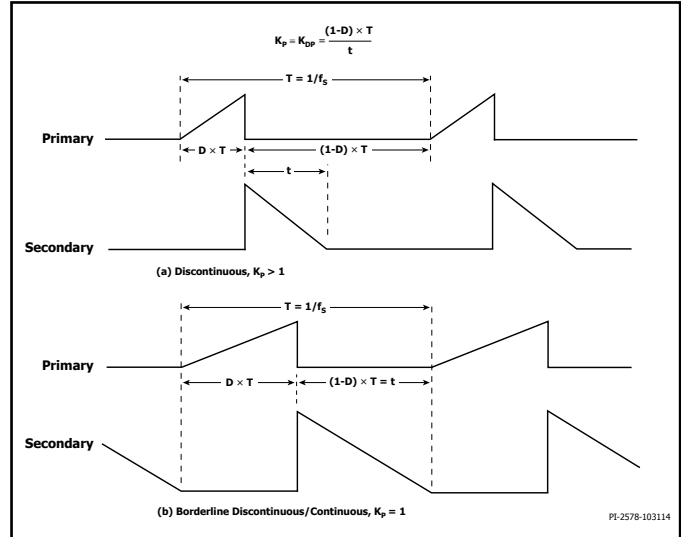 K_P ≡ K_DP = (1-D) × T / t
T = 1/f_S
Primary
D × T
(1-D) × T
t
Secondary
(a) Discontinuous, K_P > 1
T = 1/f_S
Primary
D × T
(1-D) × T = t
Secondary
(b) Borderline Discontinuous/Continuous, K_P = 1
PI-2578-103114